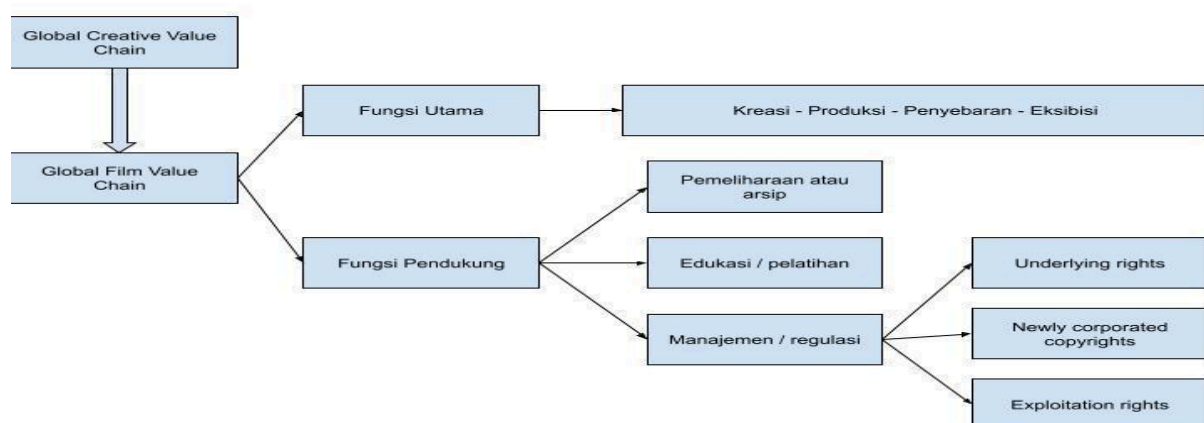 Global Creative Value
Chain
Fungsi Utama
Kreasi - Produksi - Penyebaran - Eksibisi
Global Film Value
Chain
Pemeliharaan atau
arsip
Fungsi Pendukung
Edukasi / pelatihan
Underlying rights
Manajemen / regulasi
Newly corporated
copyrights
Exploitation rights